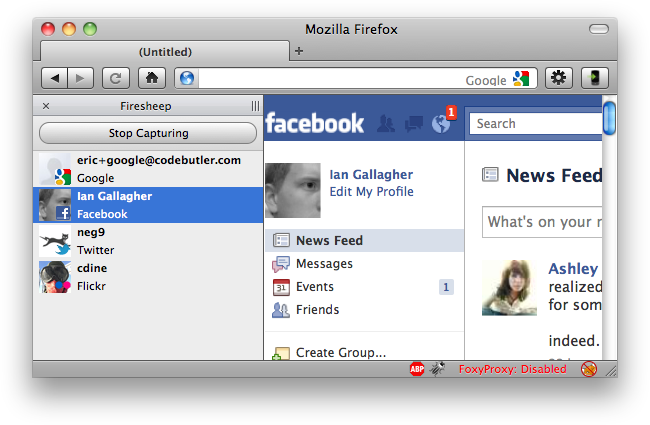 Mozilla Firefox
(Untitled)
+
Google
Firesheep
Stop Capturing
eric+google@codebutler.com
Google
Ian Gallagher
Facebook
neg9
Twitter
cdine
Flickr
facebook
1
Search
Ian Gallagher
Edit My Profile
News Feed
Messages
31
Events
1
Friends
Create Group...
News Feed
What's on your
Ashley
realized
for som
indeed.
ABP
FoxyProxy: Disabled